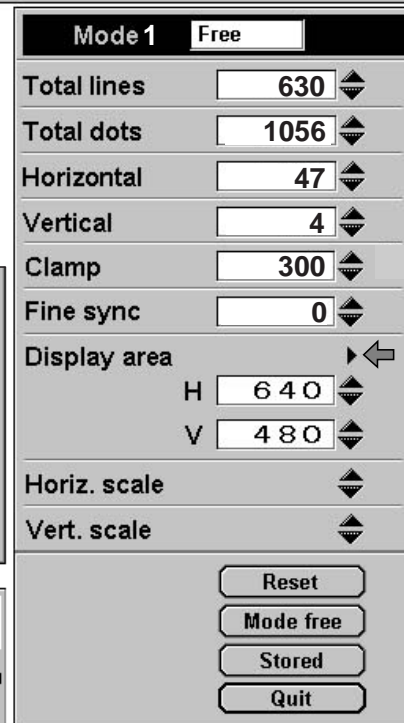 Mode 1 Free
Total lines 630
Total dots 1056
Horizontal 47
Vertical 4
Clamp 300
Fine sync 0
Display area
H 640
V 480
Horiz. scale
Vert. scale
Reset
Mode free
Stored
Quit